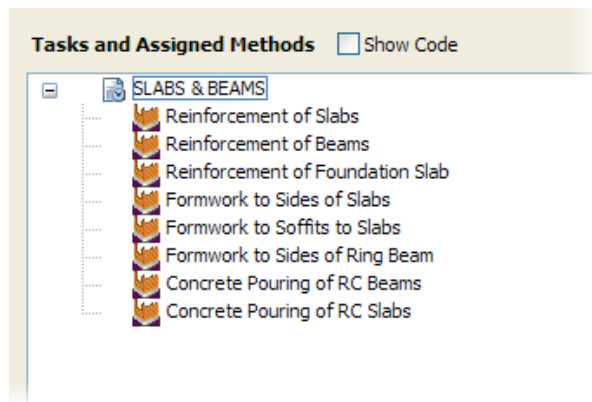 Tasks and Assigned Methods Show Code
SLABS & BEAMS
Reinforcement of Slabs
Reinforcement of Beams
Reinforcement of Foundation Slab
Formwork to Sides of Slabs
Formwork to Soffits to Slabs
Formwork to Sides of Ring Beam
Concrete Pouring of RC Beams
Concrete Pouring of RC Slabs